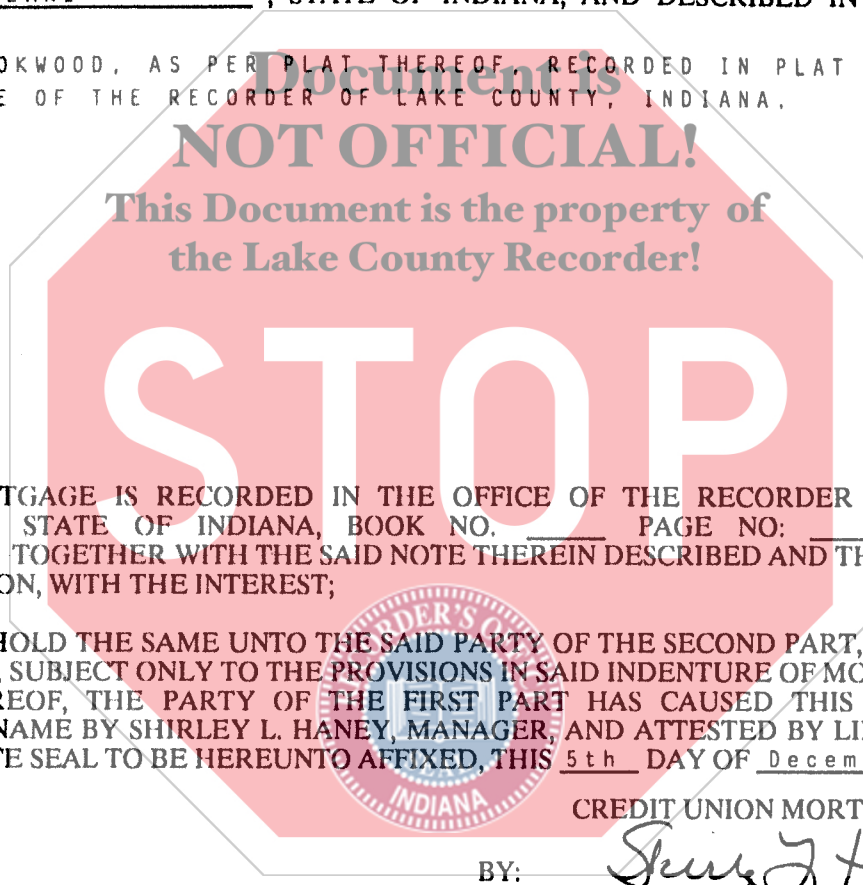 , STATE OF INDIANA, AND DESCRIBED IN
OKWOOD, AS PER PLAT THEREOF, RECORDED IN PLAT
E OF THE RECORDER OF LAKE COUNTY, INDIANA.
Document is
NOT OFFICIAL!
This Document is the property of
the Lake County Recorder!
STOP
TGAGE IS RECORDED IN THE OFFICE OF THE RECORDER
STATE OF INDIANA, BOOK NO. ____ PAGE NO: ____
TOGETHER WITH THE SAID NOTE THEREIN DESCRIBED AND TH
ON, WITH THE INTEREST;
HOLD THE SAME UNTO THE SAID PARTY OF THE SECOND PART,
, SUBJECT ONLY TO THE PROVISIONS IN SAID INDENTURE OF MO
REOF, THE PARTY OF THE FIRST PART HAS CAUSED THIS
NAME BY SHIRLEY L. HANEY, MANAGER, AND ATTESTED BY LI
TE SEAL TO BE HEREUNTO AFFIXED, THIS 5th DAY OF Decem
RECORDER'S OFFICE
SEAL
INDIANA
CREDIT UNION MORT
BY: